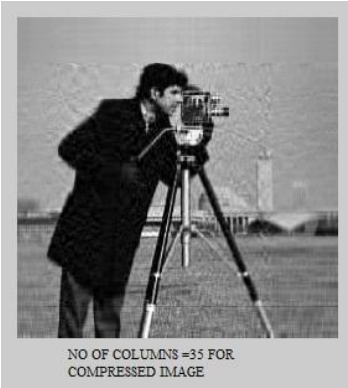 NO OF COLUMNS =35 FOR
COMPRESSED IMAGE